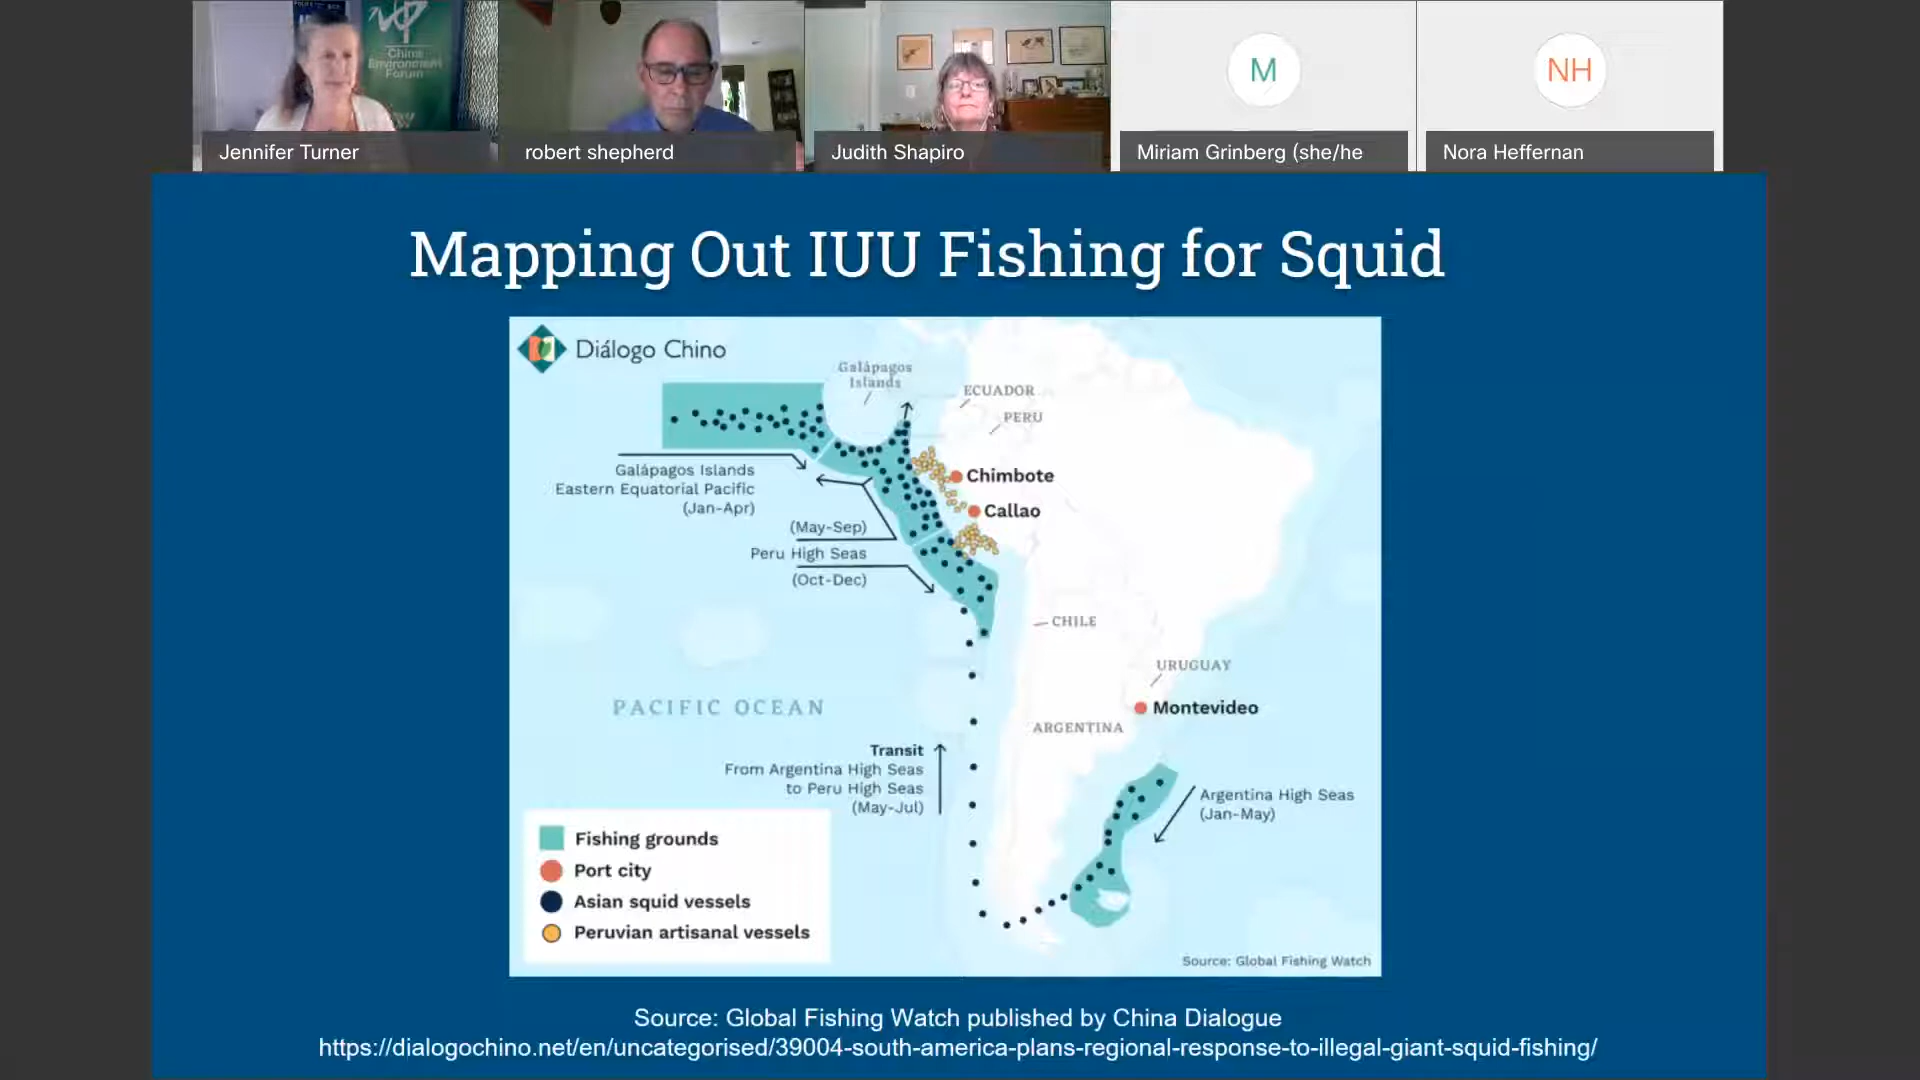 China
Environment
Forum
Jennifer Turner
robert shepherd
Judith Shapiro
M
Miriam Grinberg (she/he
NH
Nora Heffernan
Mapping Out IUU Fishing for Squid
Diálogo Chino
Galápagos
Islands
ECUADOR
PERU
Chimbote
Callao
Galápagos Islands
Eastern Equatorial Pacific
(Jan-Apr)
(May-Sep)
Peru High Seas
(Oct-Dec)
CHILE
URUGUAY
Montevideo
ARGENTINA
PACIFIC OCEAN
Transit
From Argentina High Seas
to Peru High Seas
(May-Jul)
Argentina High Seas
(Jan-May)
Fishing grounds
Port city
Asian squid vessels
Peruvian artisanal vessels
Source: Global Fishing Watch
Source: Global Fishing Watch published by China Dialogue
https://dialogochino.net/en/uncategorised/39004-south-america-plans-regional-response-to-illegal-giant-squid-fishing/